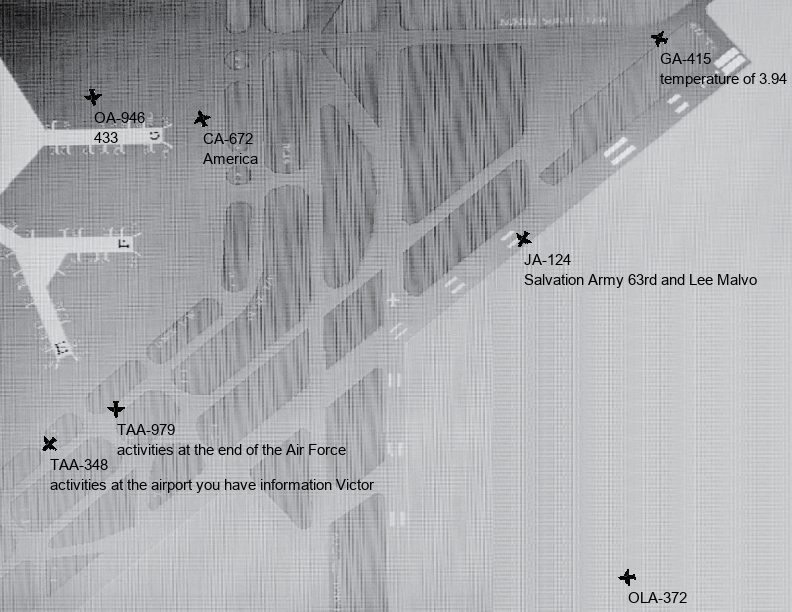 GA-415
temperature of 3.94
OA-946
433
CA-672
America
JA-124
Salvation Army 63rd and Lee Malvo
TAA-979
activities at the end of the Air Force
TAA-348
activities at the airport you have information Victor
OLA-372